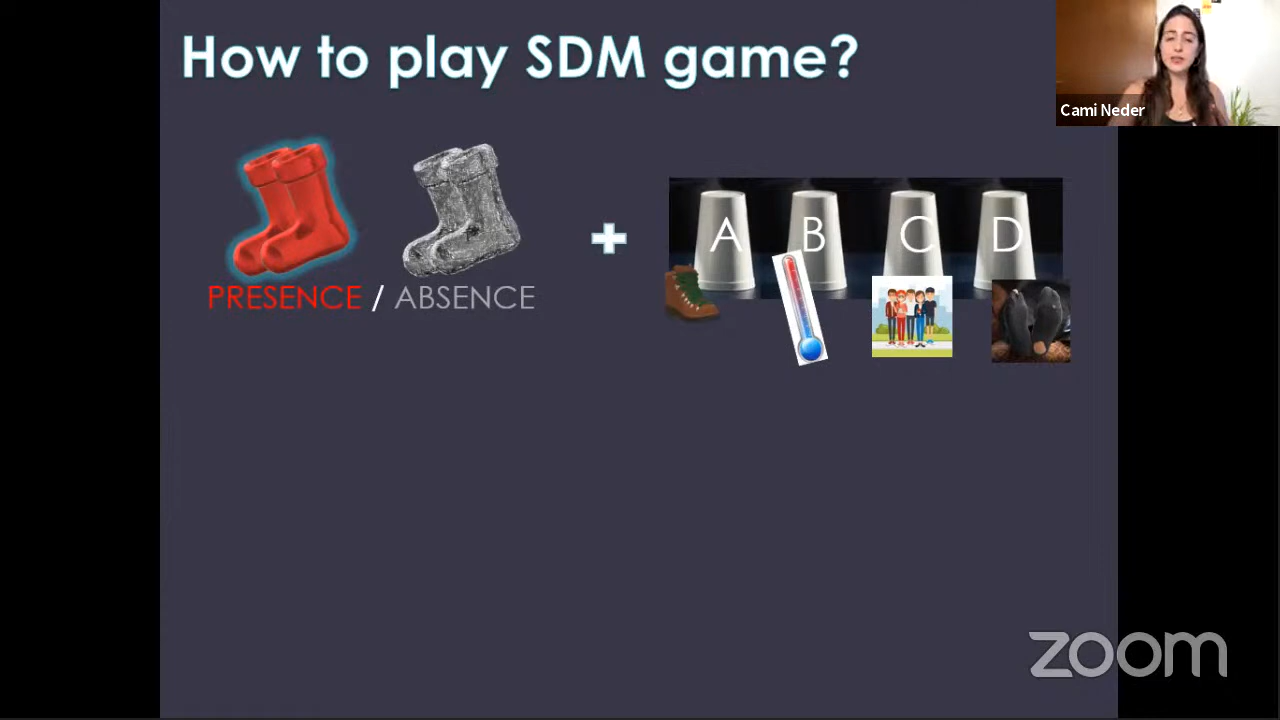 How to play SDM game?
Cami Neder
A B C D
PRESENCE / ABSENCE
zoom